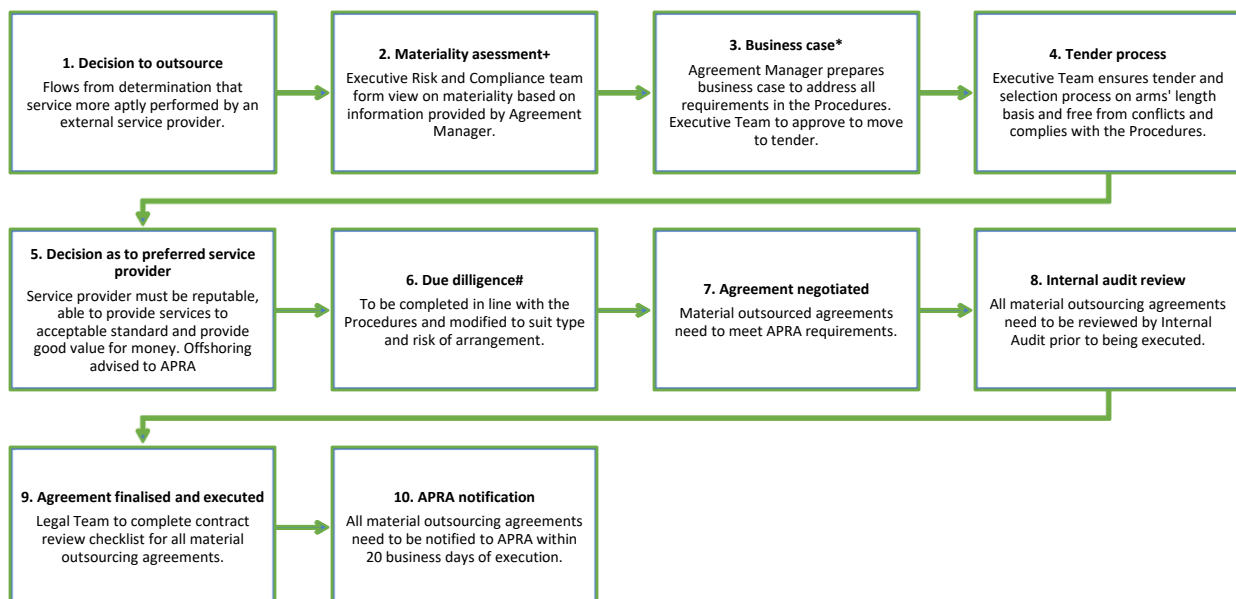 1. Decision to outsource
Flows from determination that
service more aptly performed by an
external service provider.
2. Materiality asessment+
Executive Risk and Compliance team
form view on materiality based on
information provided by Agreement
Manager.
3. Business case*
Agreement Manager prepares
business case to address all
requirements in the Procedures.
Executive Team to approve to move
to tender.
4. Tender process
Executive Team ensures tender and
selection process on arms' length
basis and free from conflicts and
complies with the Procedures.
5. Decision as to preferred service
provider
Service provider must be reputable,
able to provide services to
acceptable standard and provide
good value for money. Offshoring
advised to APRA
6. Due dilligence#
To be completed in line with the
Procedures and modified to suit type
and risk of arrangement.
7. Agreement negotiated
Material outsourced agreements
need to meet APRA requirements.
8. Internal audit review
All material outsourcing agreements
need to be reviewed by Internal
Audit prior to being executed.
9. Agreement finalised and executed
Legal Team to complete contract
review checklist for all material
outsourcing agreements.
10. APRA notification
All material outsourcing agreements
need to be notified to APRA within
20 business days of execution.